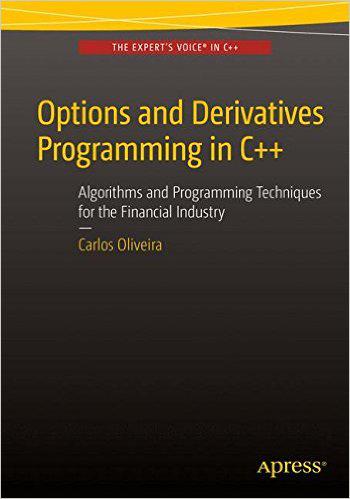 THE EXPERT'S VOICE® IN C++
Options and Derivatives
Programming in C++
Algorithms and Programming Techniques
for the Financial Industry
—
Carlos Oliveira
Apress®